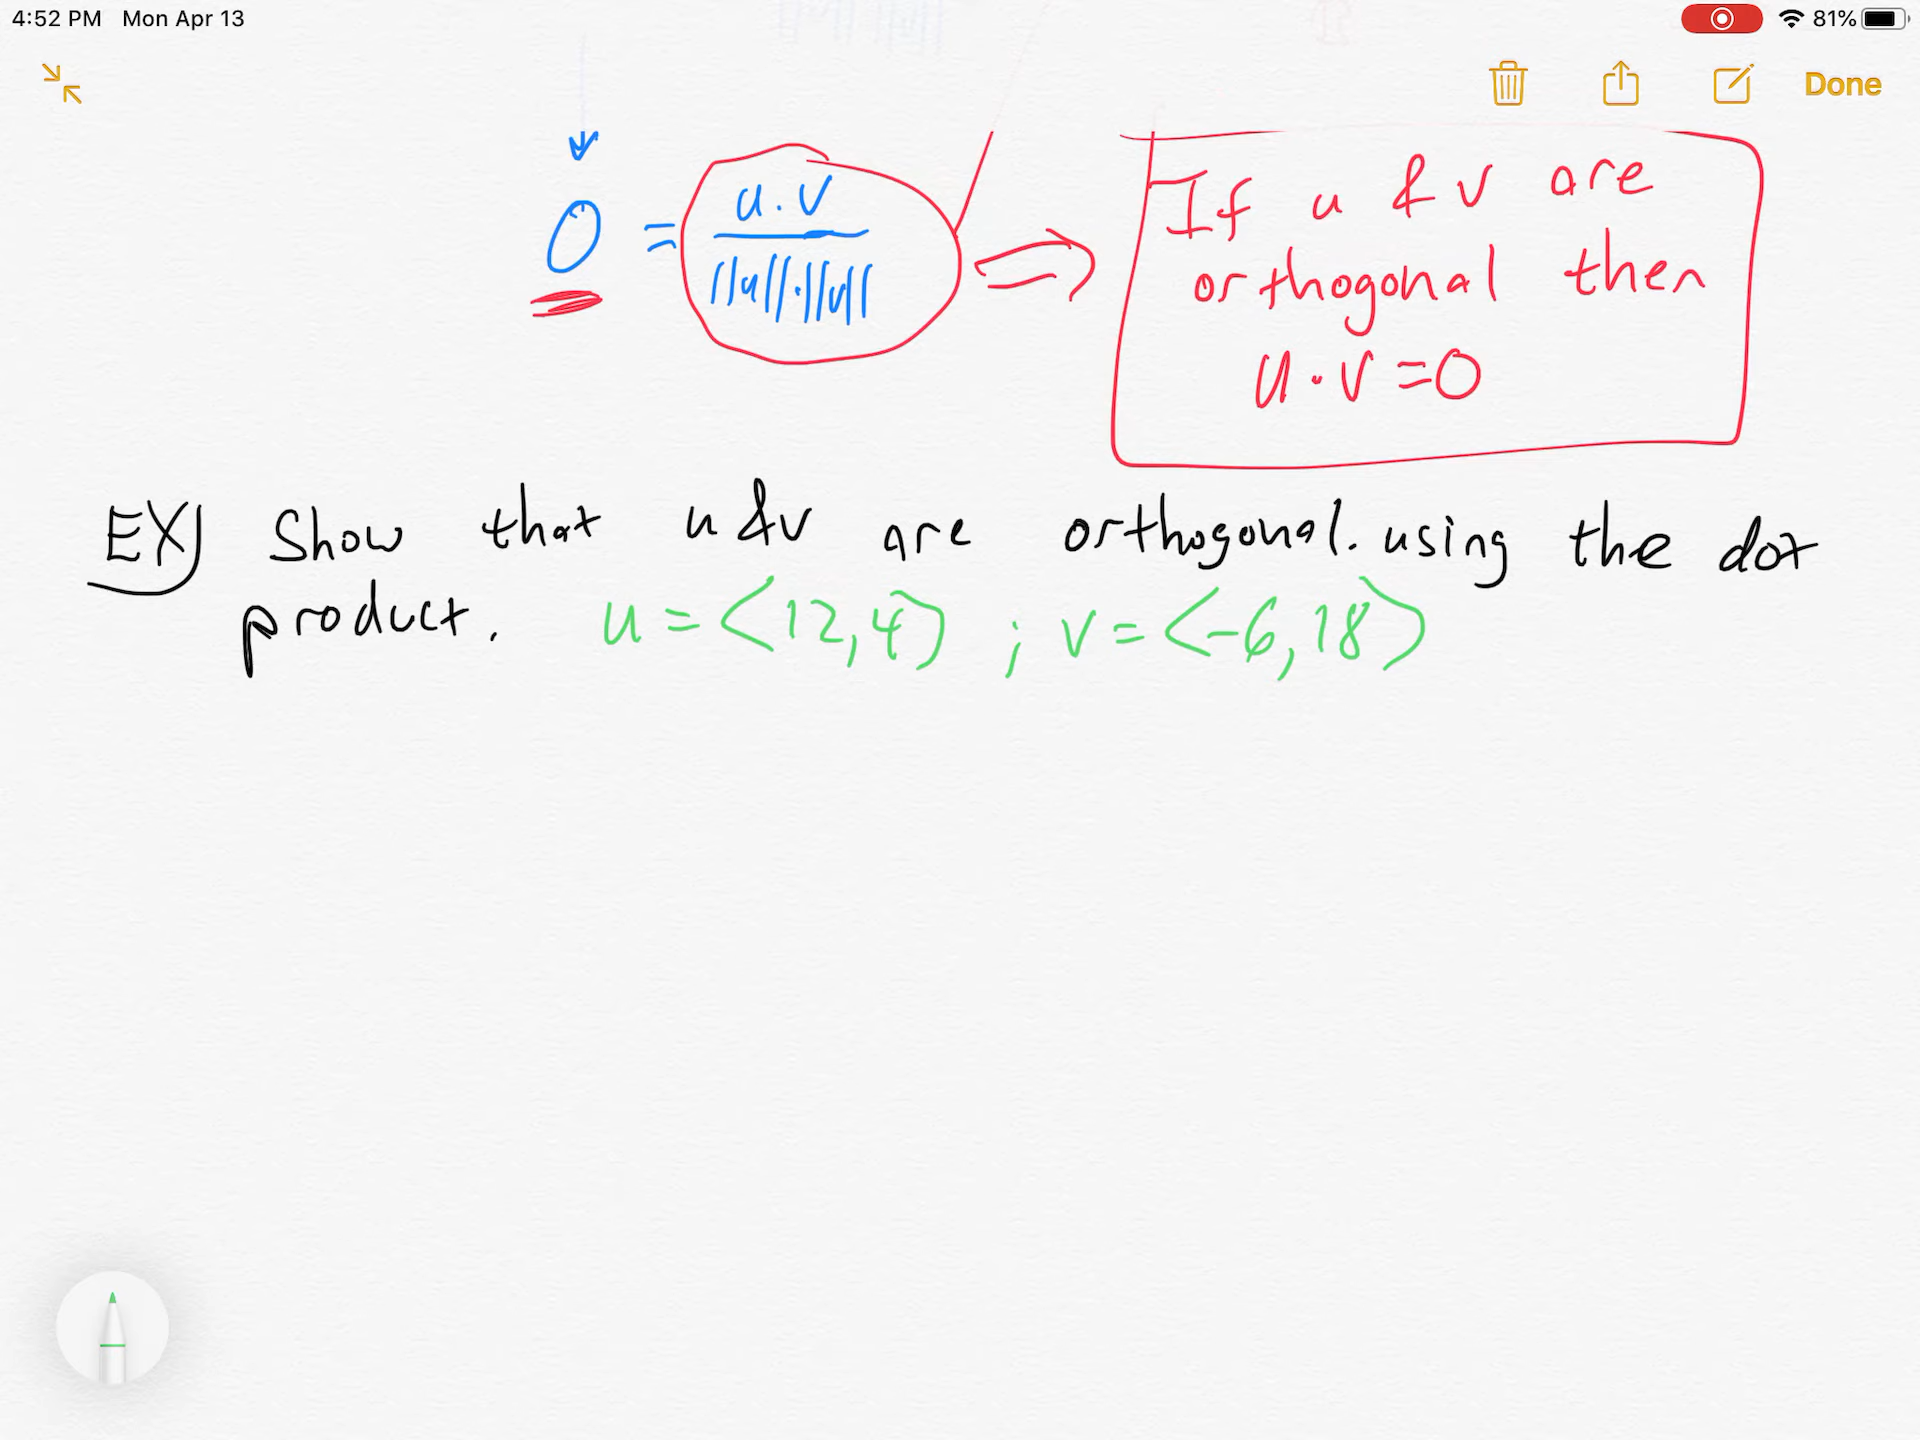 4:52 PM Mon Apr 13 81%
Done
0 = u·v / ||u||·||v||
If u & v are
orthogonal then
u·v=0
EX) Show that u & v are orthogonal. using the dot
product. u = <12,4> ; v = <-6,18>